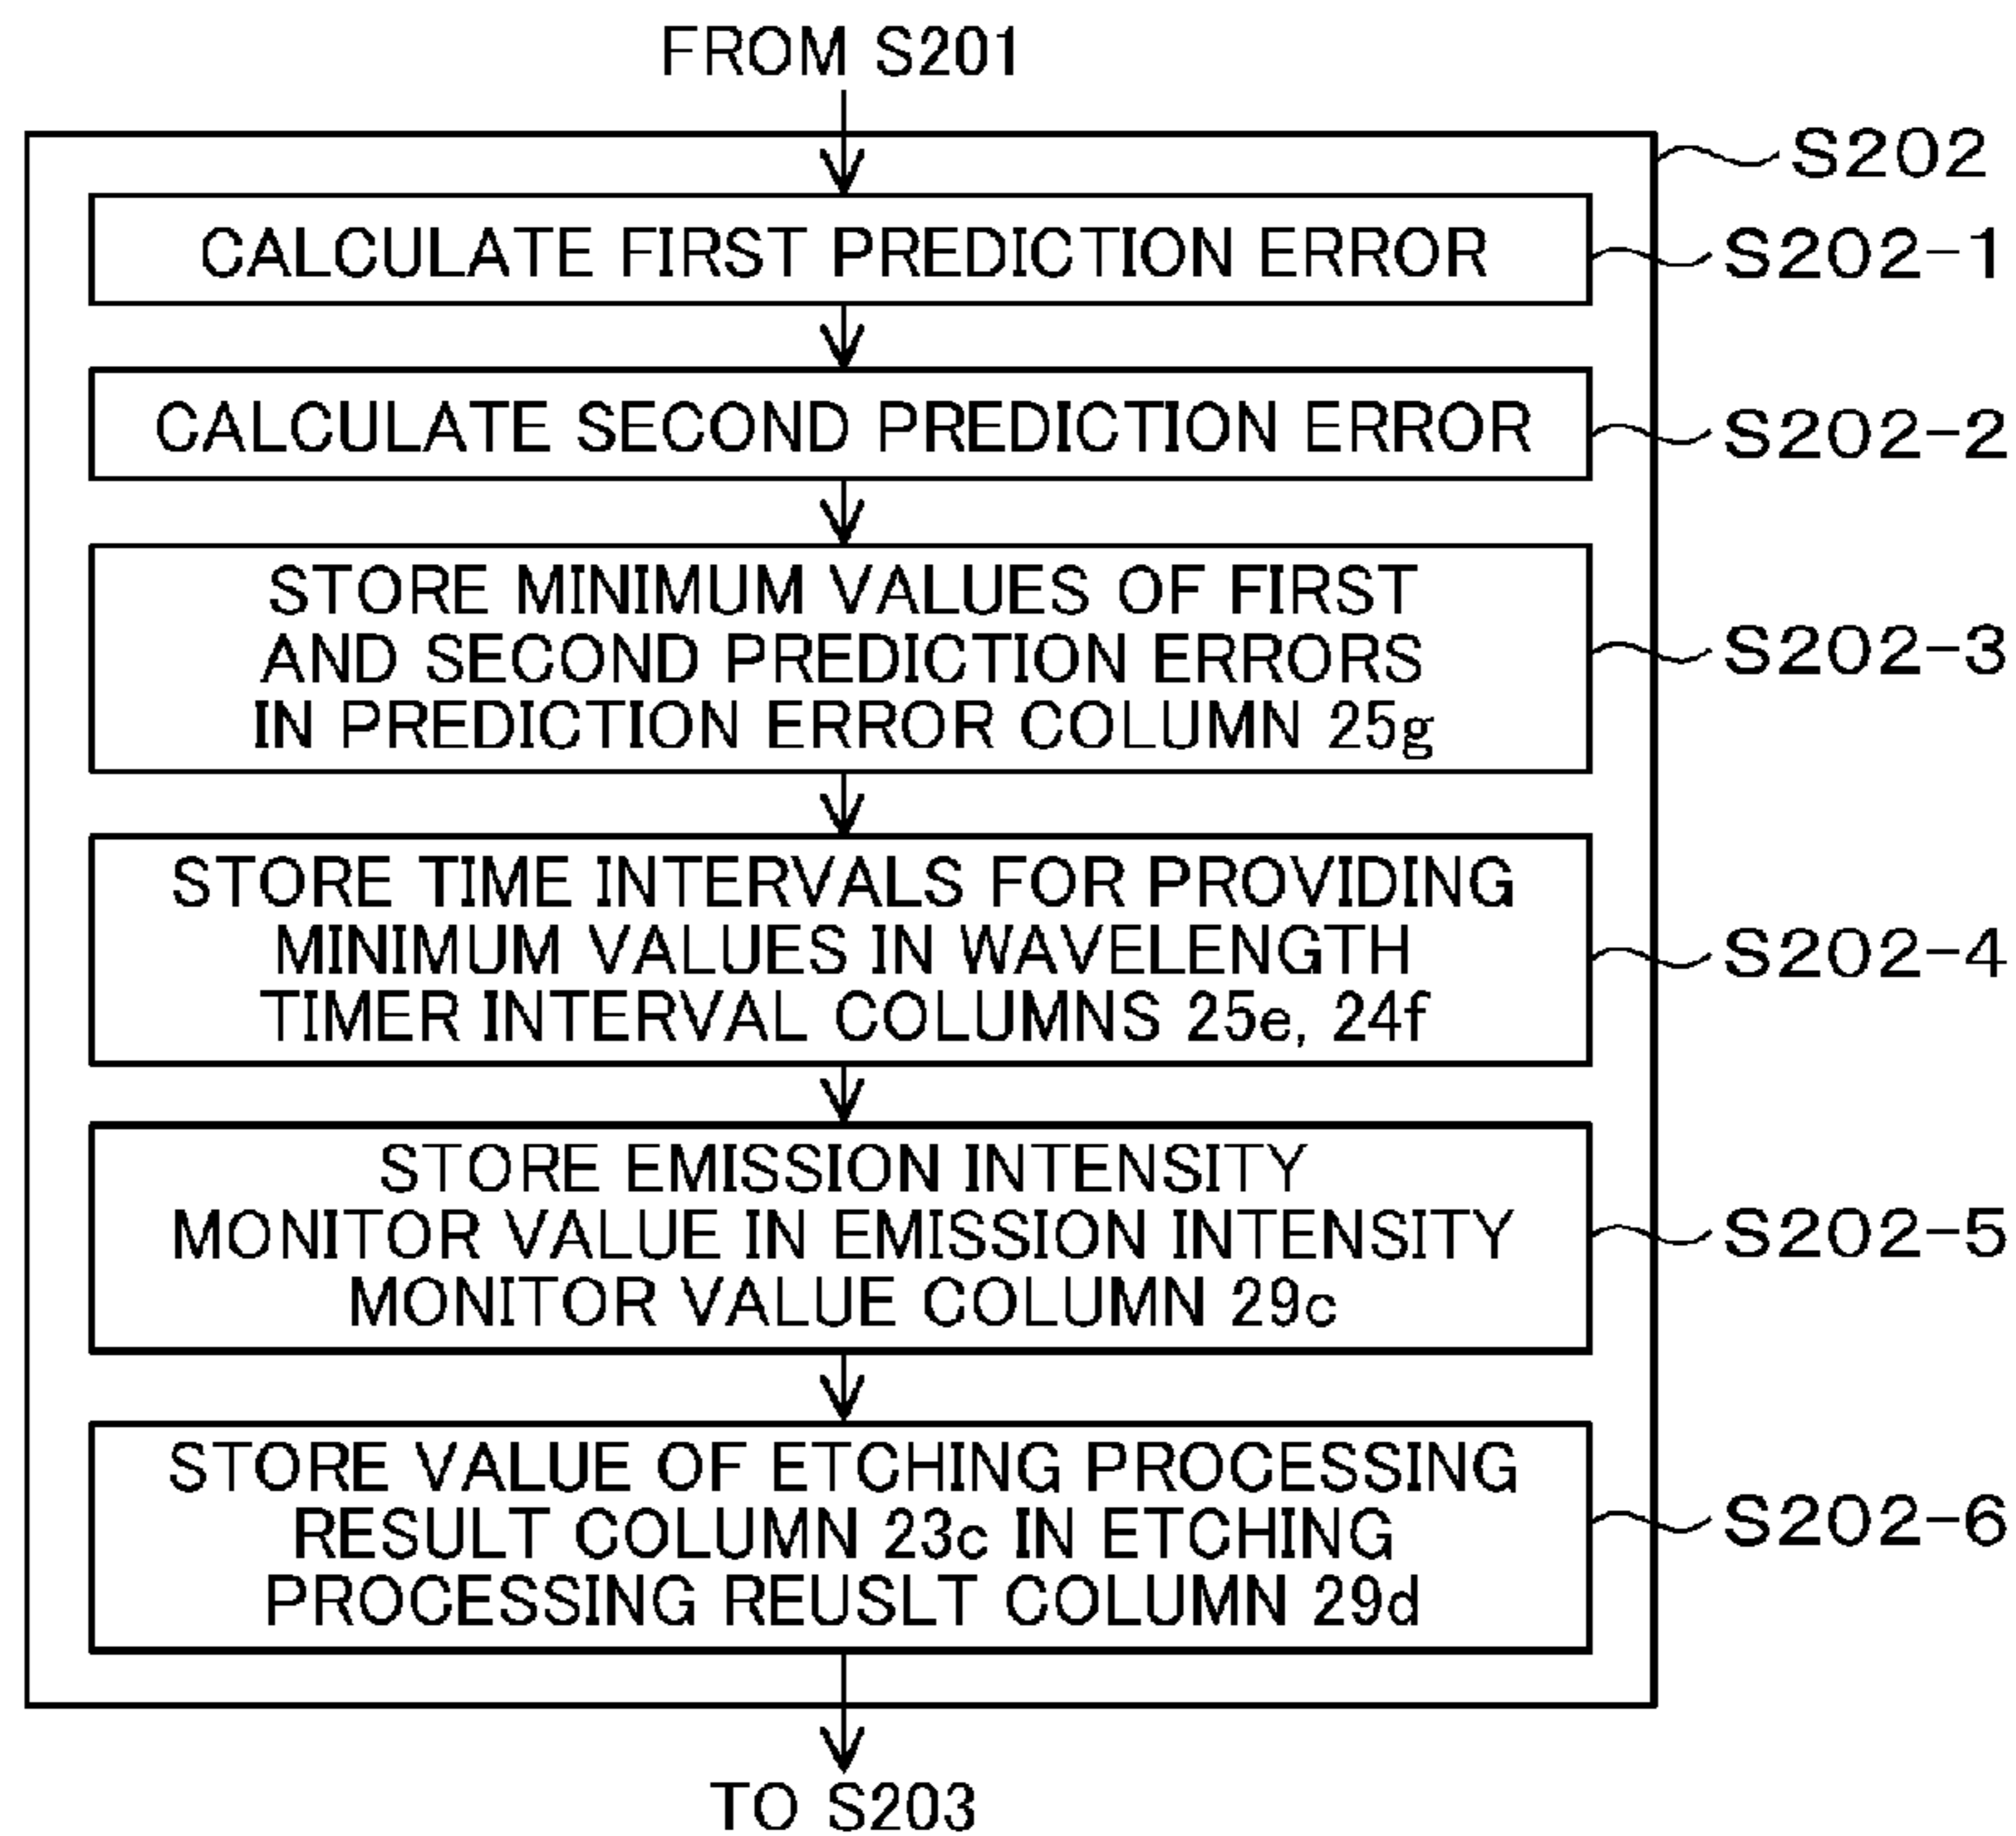 FROM S201
S202
CALCULATE FIRST PREDICTION ERROR
S202-1
CALCULATE SECOND PREDICTION ERROR
S202-2
STORE MINIMUM VALUES OF FIRST
AND SECOND PREDICTION ERRORS
IN PREDICTION ERROR COLUMN 25g
S202-3
STORE TIME INTERVALS FOR PROVIDING
MINIMUM VALUES IN WAVELENGTH
TIMER INTERVAL COLUMNS 25e, 24f
S202-4
STORE EMISSION INTENSITY
MONITOR VALUE IN EMISSION INTENSITY
MONITOR VALUE COLUMN 29c
S202-5
STORE VALUE OF ETCHING PROCESSING
RESULT COLUMN 23c IN ETCHING
PROCESSING REUSLT COLUMN 29d
S202-6
TO S203